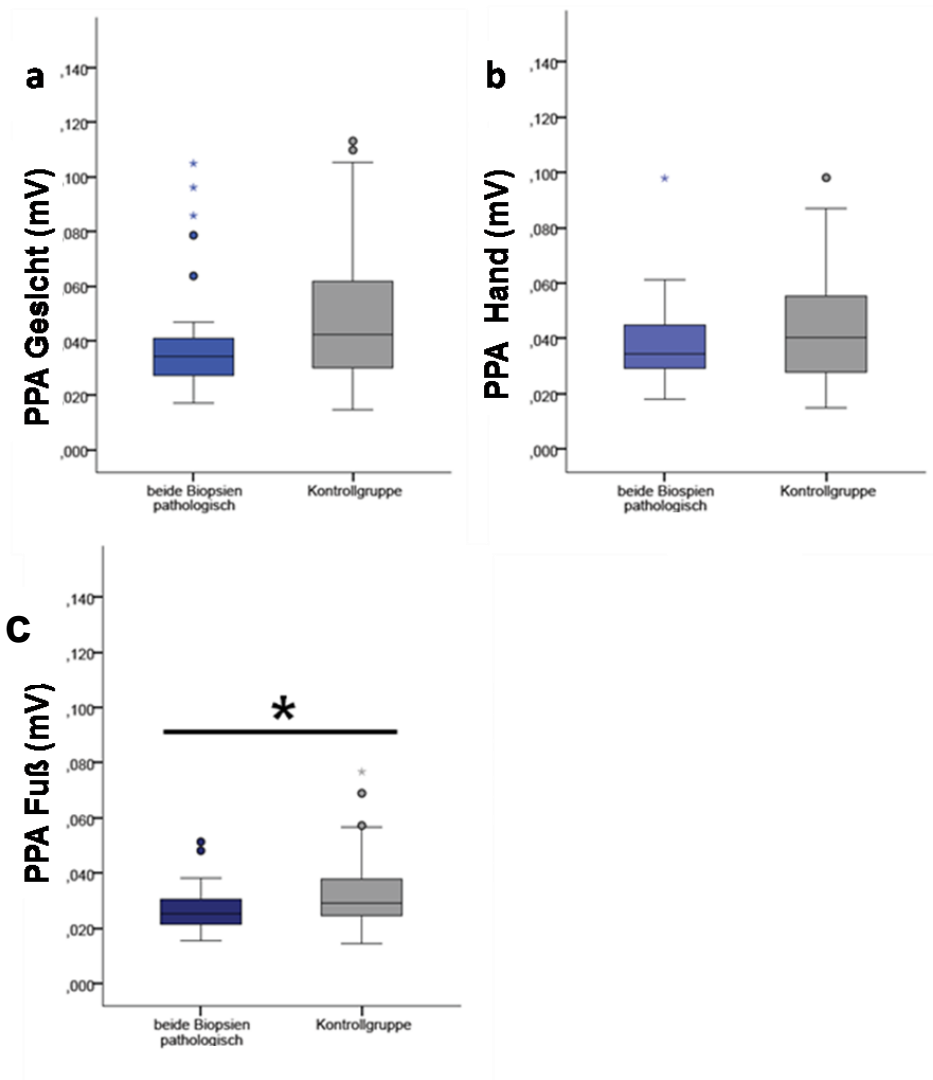 a
PPA Gesicht (mV)
,140
,120
,100
,080
,060
,040
,020
,000
beide Biopsien
pathologisch
Kontrollgruppe
b
PPA Hand (mV)
,140
,120
,100
,080
,060
,040
,020
,000
beide Biospien
pathologisch
Kontrollgruppe
c
PPA Fuß (mV)
,140
,120
,100
,080
,060
,040
,020
,000
*
beide Biopsien
pathologisch
Kontrollgruppe